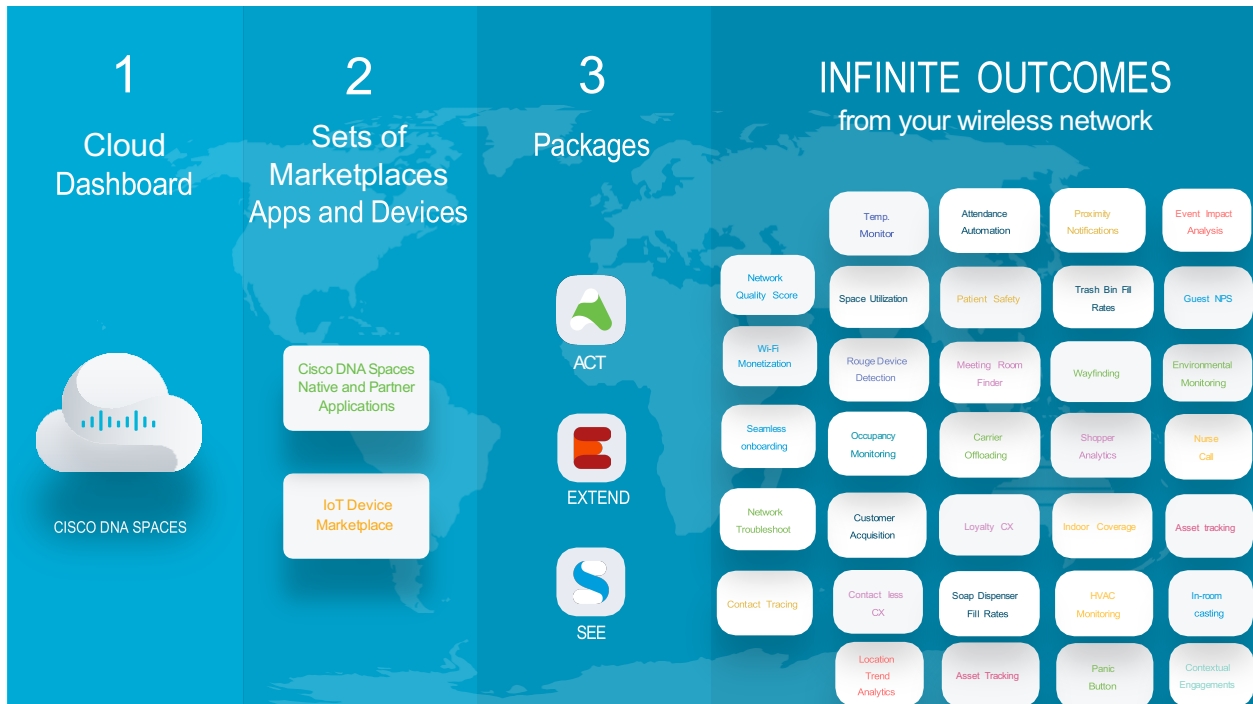 1
Cloud
Dashboard
CISCO DNA SPACES
2
Sets of
Marketplaces
Apps and Devices
Cisco DNA Spaces
Native and Partner
Applications
IoT Device
Marketplace
3
Packages
ACT
EXTEND
SEE
INFINITE OUTCOMES
from your wireless network
Temp.
Monitor
Attendance
Automation
Proximity
Notifications
Event Impact
Analysis
Network
Quality Score
Space Utilization
Patient Safety
Trash Bin Fill
Rates
Guest NPS
Wi-Fi
Monetization
Rouge Device
Detection
Meeting Room
Finder
Wayfinding
Environmental
Monitoring
Seamless
onboarding
Occupancy
Monitoring
Carrier
Offloading
Shopper
Analytics
Nurse
Call
Network
Troubleshoot
Customer
Acquisition
Loyalty CX
Indoor Coverage
Asset tracking
Contact Tracing
Contact less
CX
Soap Dispenser
Fill Rates
HVAC
Monitoring
In-room
casting
Location
Trend
Analytics
Asset Tracking
Panic
Button
Contextual
Engagements